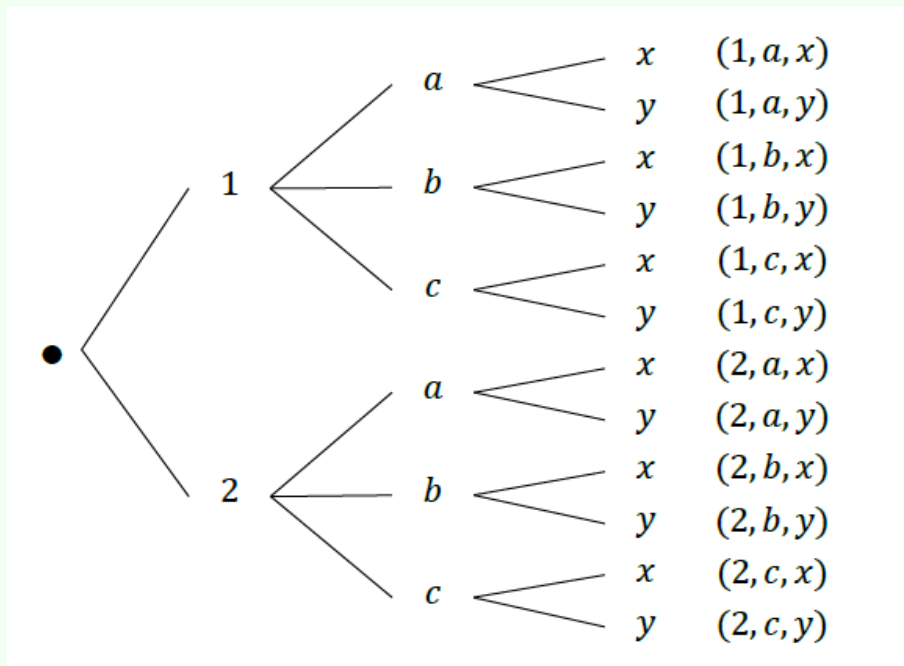 x (1, a, x)
a
y (1, a, y)
x (1, b, x)
1 b
y (1, b, y)
x (1, c, x)
c
y (1, c, y)
x (2, a, x)
a
y (2, a, y)
x (2, b, x)
2 b
y (2, b, y)
x (2, c, x)
c
y (2, c, y)